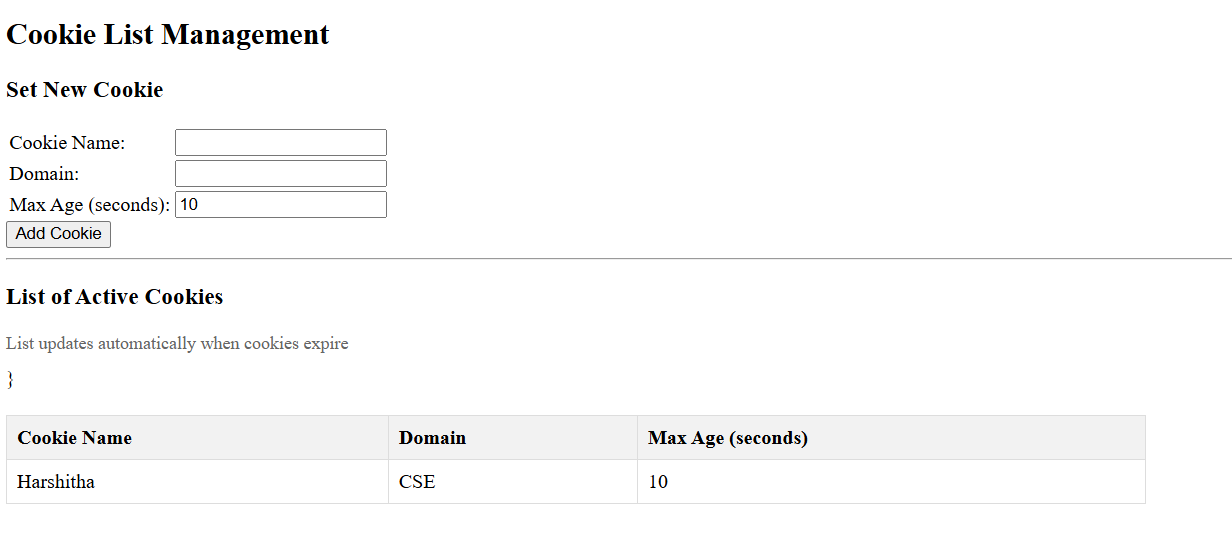 Cookie List Management
Set New Cookie
Cookie Name:
Domain:
Max Age (seconds): 10
Add Cookie
List of Active Cookies
List updates automatically when cookies expire
}
Cookie Name Domain Max Age (seconds)
Harshitha CSE 10